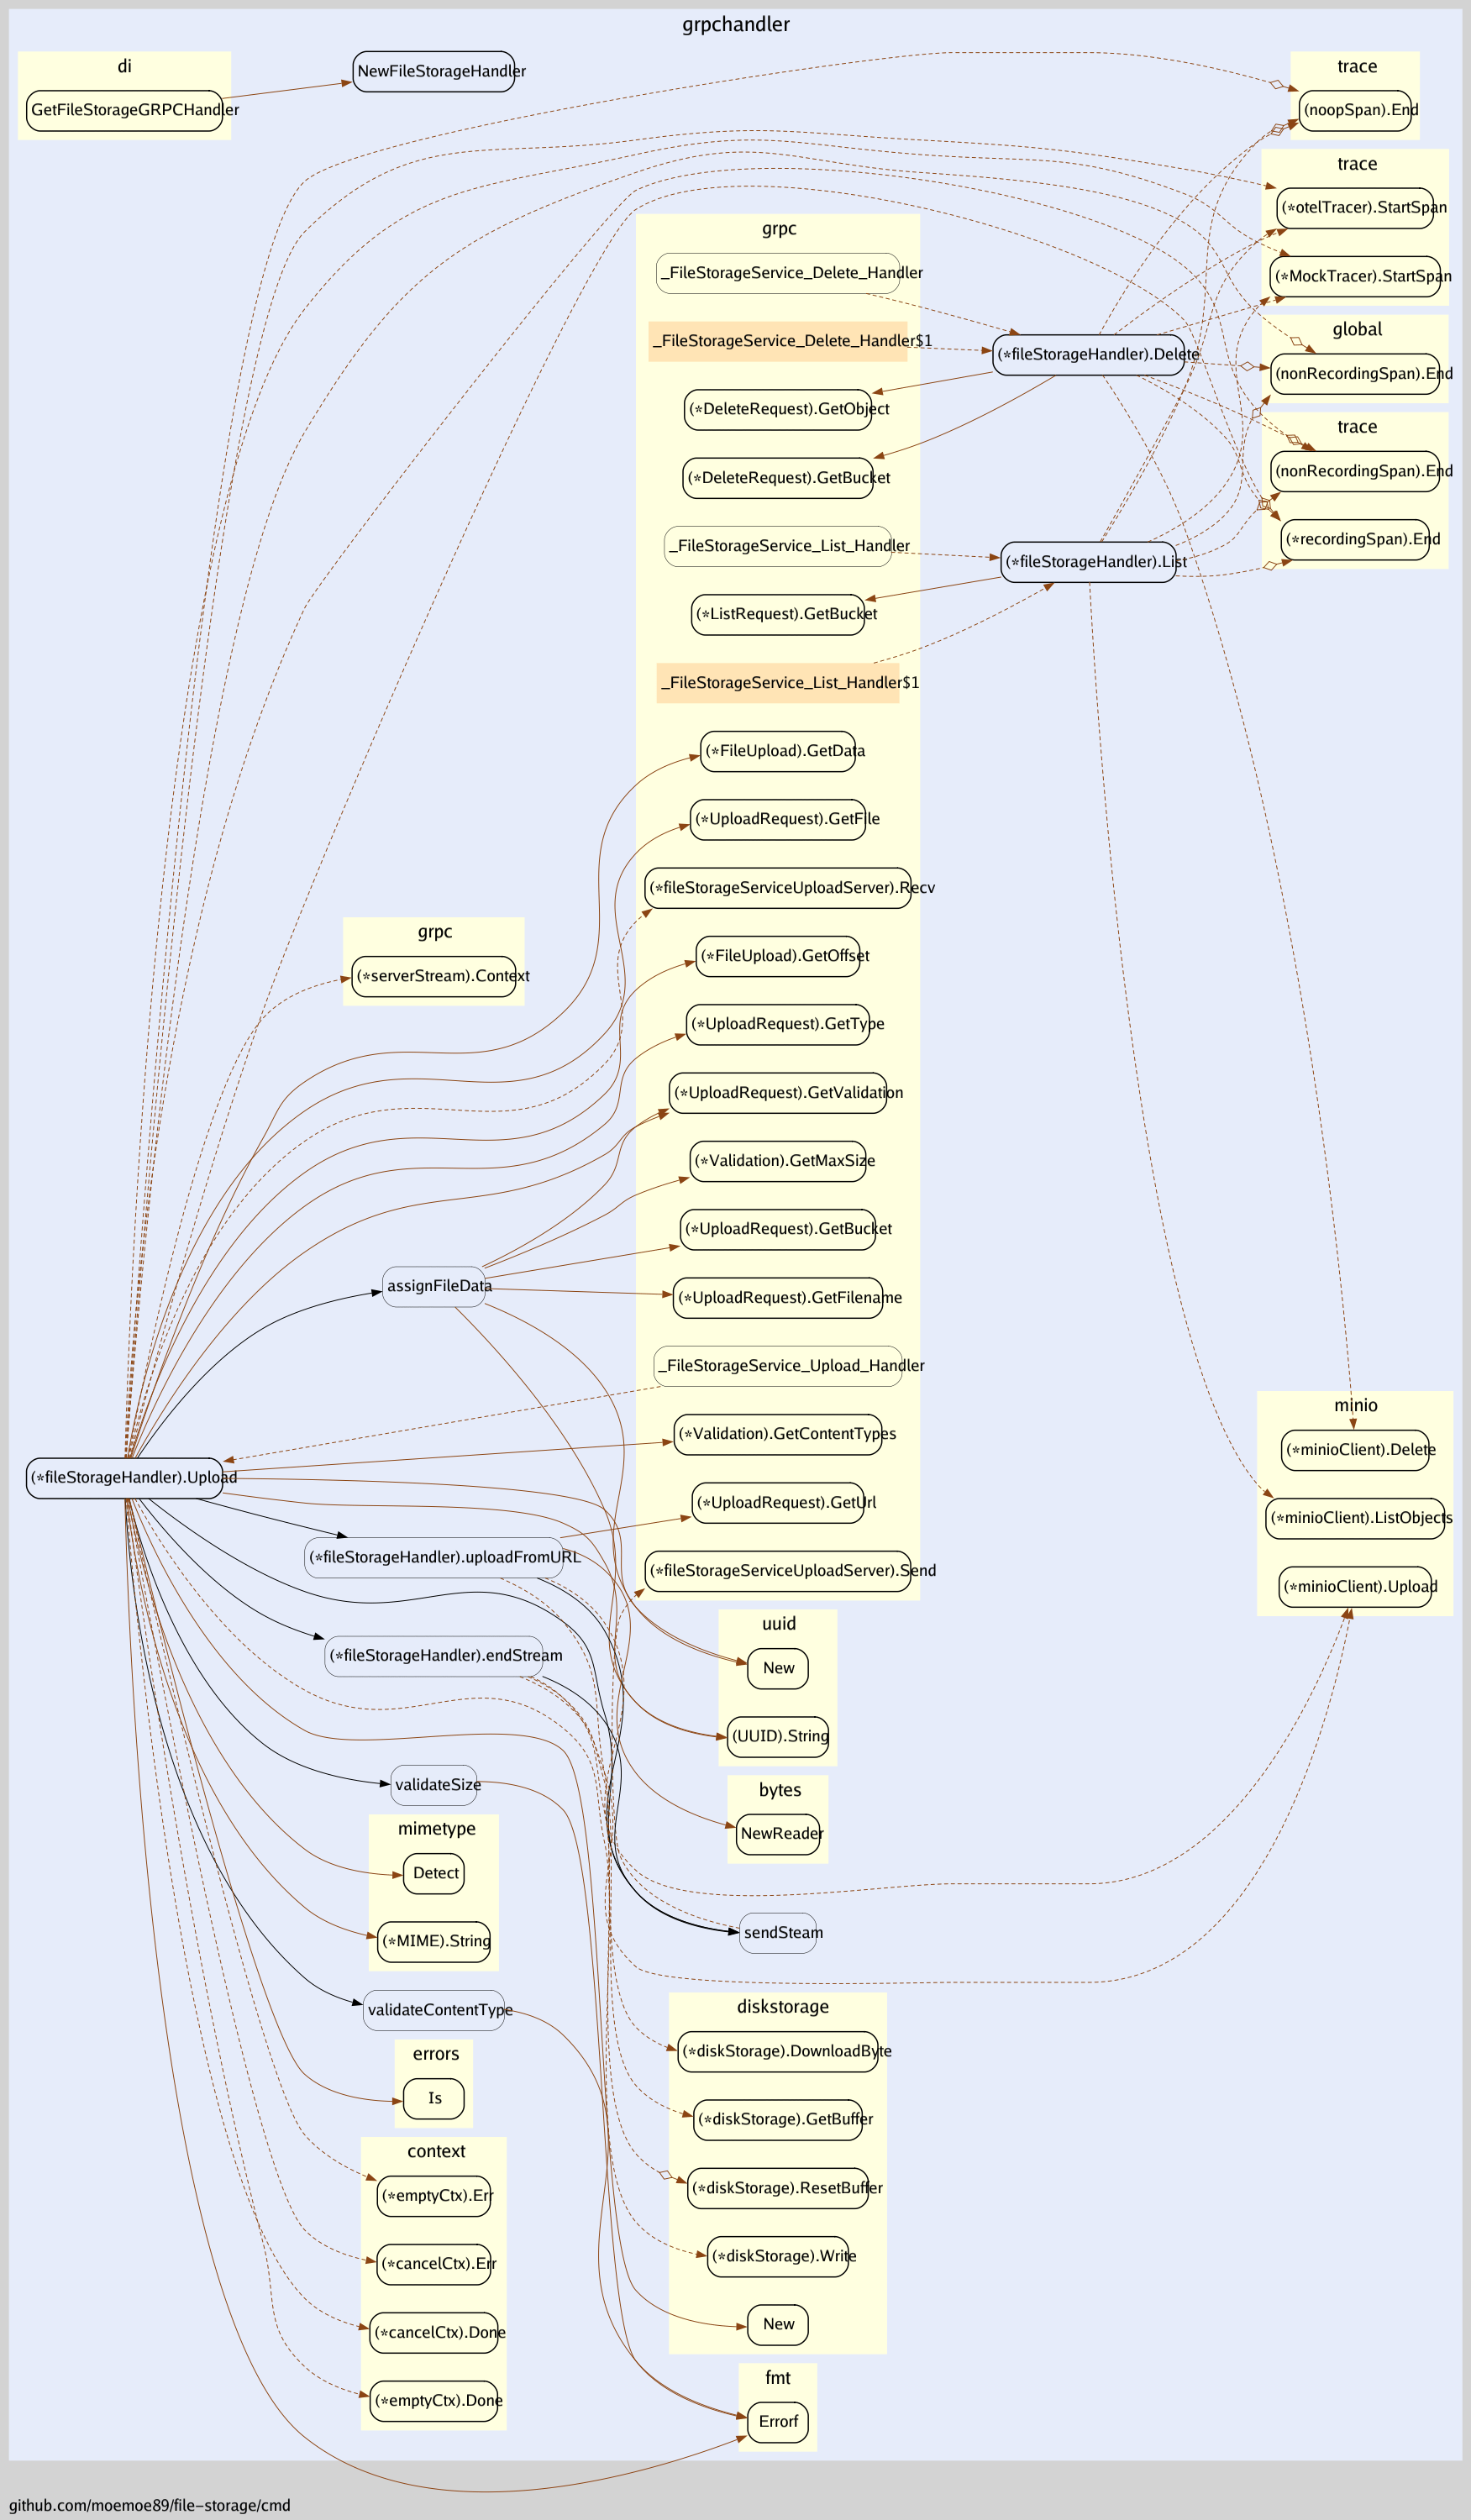 grpchandler
di
GetFileStorageGRPCHandler
NewFileStorageHandler
trace
(noopSpan).End
trace
(*otelTracer).StartSpan
(*MockTracer).StartSpan
global
(nonRecordingSpan).End
trace
(nonRecordingSpan).End
(*recordingSpan).End
grpc
_FileStorageService_Delete_Handler
_FileStorageService_Delete_Handler$1
(*fileStorageHandler).Delete
(*DeleteRequest).GetObject
(*DeleteRequest).GetBucket
_FileStorageService_List_Handler
(*fileStorageHandler).List
(*ListRequest).GetBucket
_FileStorageService_List_Handler$1
(*FileUpload).GetData
(*UploadRequest).GetFile
(*fileStorageServiceUploadServer).Recv
(*FileUpload).GetOffset
(*UploadRequest).GetType
(*UploadRequest).GetValidation
(*Validation).GetMaxSize
(*UploadRequest).GetBucket
(*UploadRequest).GetFilename
_FileStorageService_Upload_Handler
(*Validation).GetContentTypes
(*UploadRequest).GetUrl
(*fileStorageServiceUploadServer).Send
grpc
(*serverStream).Context
assignFileData
(*fileStorageHandler).Upload
(*fileStorageHandler).uploadFromURL
(*fileStorageHandler).endStream
minio
(*minioClient).Delete
(*minioClient).ListObjects
(*minioClient).Upload
uuid
New
(UUID).String
validateSize
bytes
NewReader
mimetype
Detect
(*MIME).String
sendSteam
validateContentType
diskstorage
(*diskStorage).DownloadByte
(*diskStorage).GetBuffer
(*diskStorage).ResetBuffer
(*diskStorage).Write
New
errors
Is
context
(*emptyCtx).Err
(*cancelCtx).Err
(*cancelCtx).Done
(*emptyCtx).Done
fmt
Errorf
github.com/moemoe89/file-storage/cmd